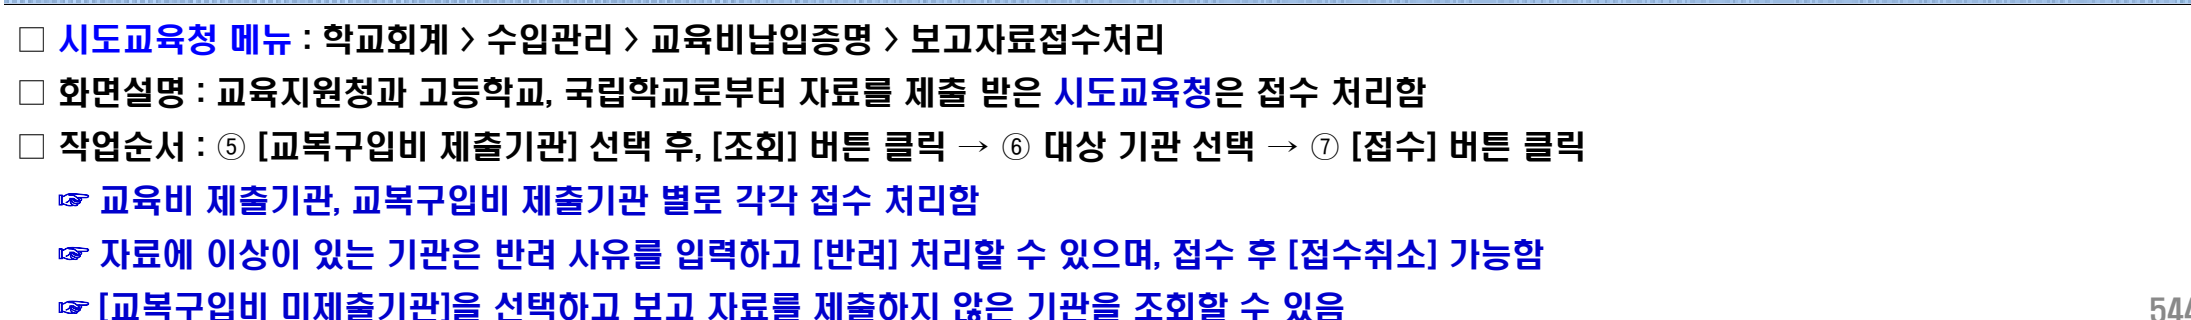 □ 시도교육청 메뉴 : 학교회계 > 수입관리 > 교육비납입증명 > 보고자료접수처리
□ 화면설명 : 교육지원청과 고등학교, 국립학교로부터 자료를 제출 받은 시도교육청은 접수 처리함
□ 작업순서 : ⑤ [교복구입비 제출기관] 선택 후, [조회] 버튼 클릭 → ⑥ 대상 기관 선택 → ⑦ [접수] 버튼 클릭
☞ 교육비 제출기관, 교복구입비 제출기관 별로 각각 접수 처리함
☞ 자료에 이상이 있는 기관은 반려 사유를 입력하고 [반려] 처리할 수 있으며, 접수 후 [접수취소] 가능함
☞ [교복구입비 미제출기관]을 선택하고 보고 자료를 제출하지 않은 기관을 조회할 수 있음
544